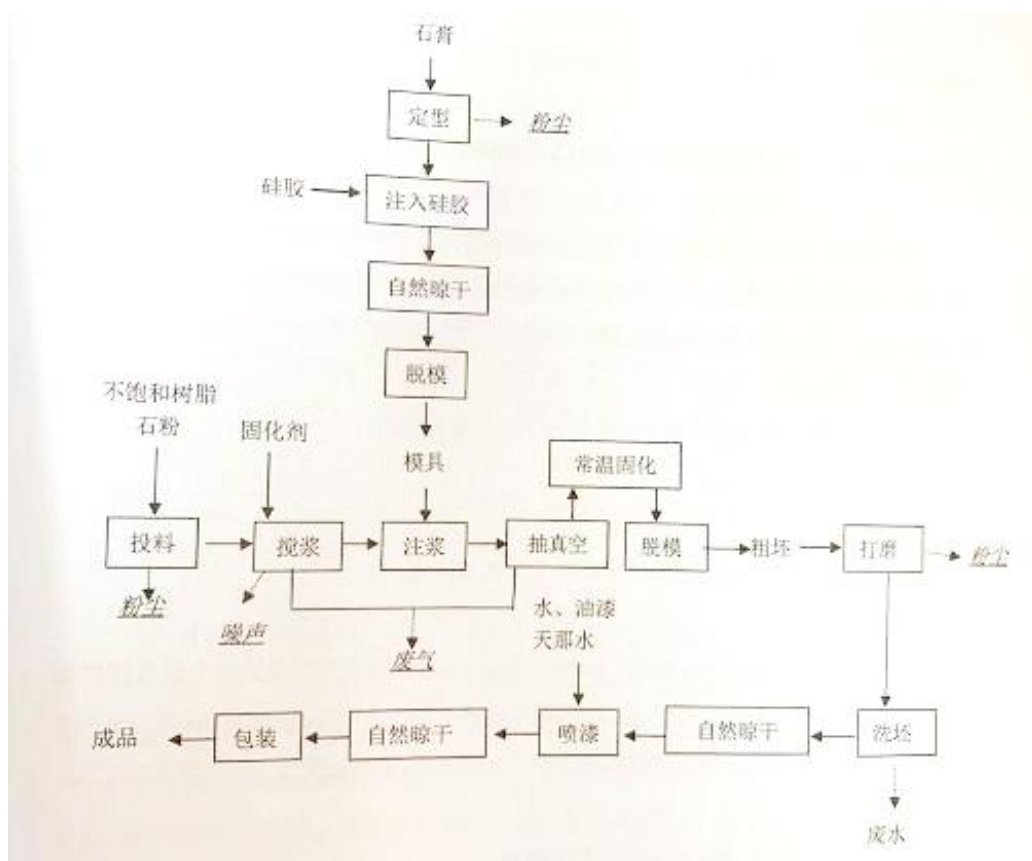 石膏
定型
粉尘
硅胶
注入硅胶
自然晾干
脱模
不饱和树脂
石粉
固化剂
模具
常温固化
投料
搅浆
注浆
抽真空
脱模
粗坯
打磨
粉尘
粉尘
噪声
废气
水、油漆
天那水
成品
包装
自然晾干
喷漆
自然晾干
洗坯
废水